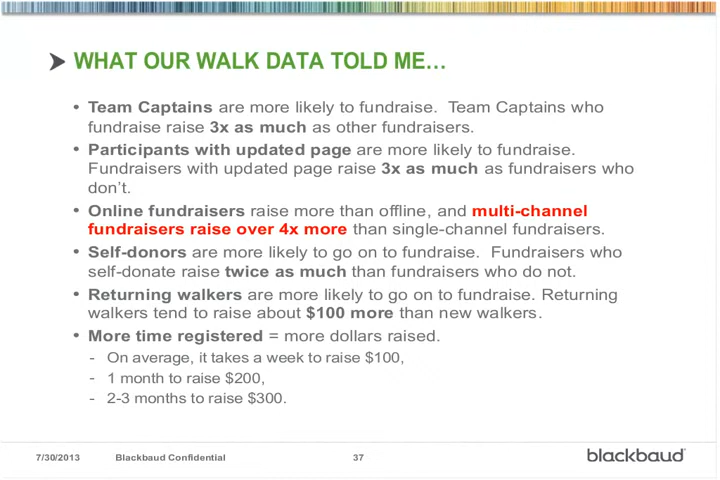 WHAT OUR WALK DATA TOLD ME…
• Team Captains are more likely to fundraise.  Team Captains who
fundraise raise 3x as much as other fundraisers.
• Participants with updated page are more likely to fundraise.
Fundraisers with updated page raise 3x as much as fundraisers who
don’t.
• Online fundraisers raise more than offline, and multi-channel
fundraisers raise over 4x more than single-channel fundraisers.
• Self-donors are more likely to go on to fundraise.  Fundraisers who
self-donate raise twice as much than fundraisers who do not.
• Returning walkers are more likely to go on to fundraise. Returning
walkers tend to raise about $100 more than new walkers.
• More time registered = more dollars raised.
- On average, it takes a week to raise $100,
- 1 month to raise $200,
- 2-3 months to raise $300.
7/30/2013 Blackbaud Confidential 37 blackbaud